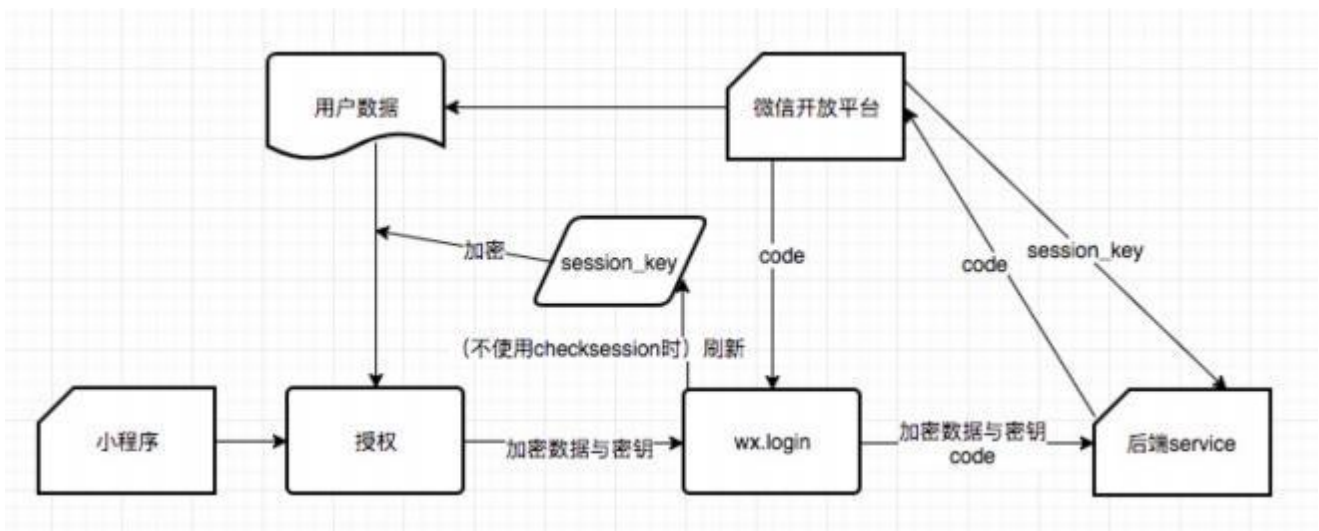 用户数据
微信开放平台
加密
session_key
code
code
session_key
（不使用checksession时）刷新
小程序
授权
加密数据与密钥
wx.login
加密数据与密钥
code
后端service